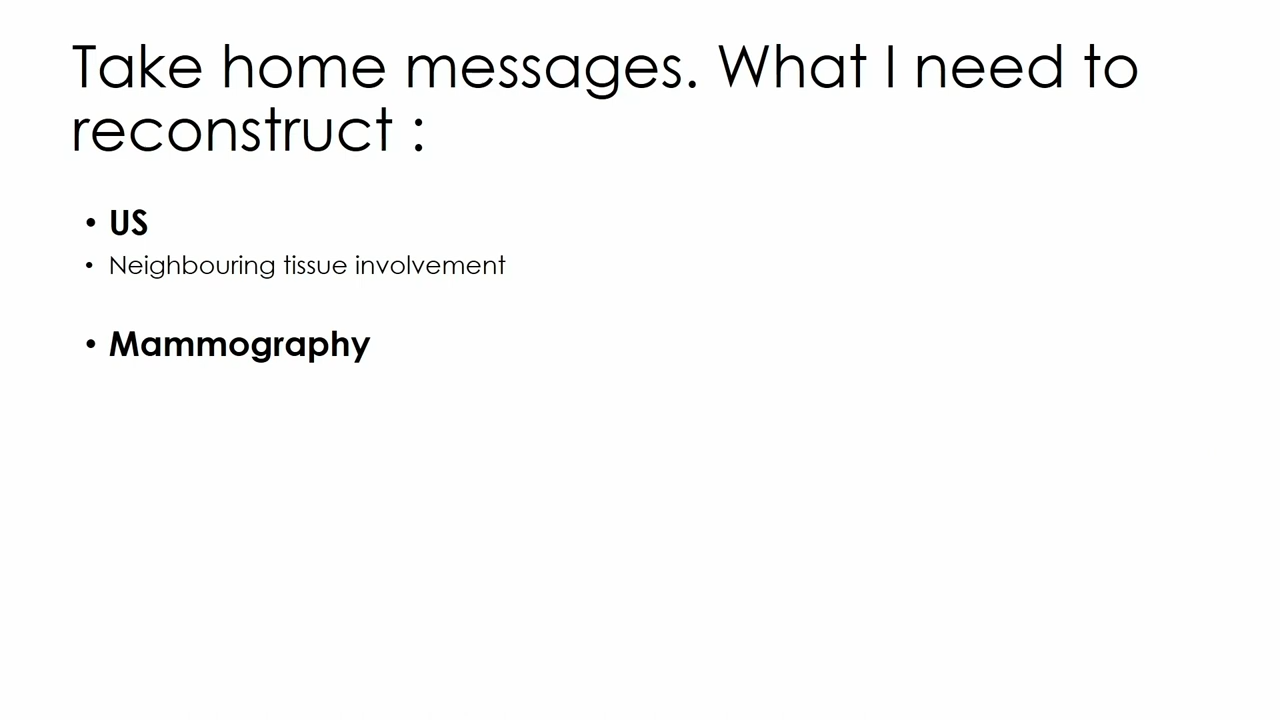 Take home messages. What I need to
reconstruct :
• US
• Neighbouring tissue involvement
• Mammography